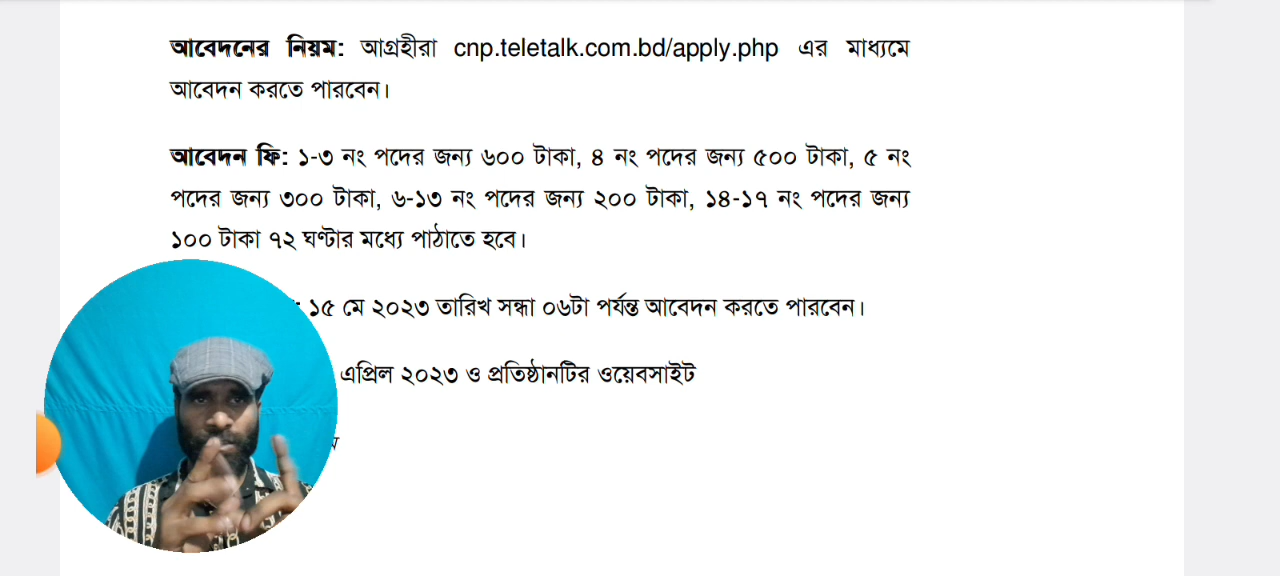 আবেদনের নিয়ম: আগ্রহীরা cnp.teletalk.com.bd/apply.php এর মাধ্যমে
আবেদন করতে পারবেন।
আবেদন ফি: ১-৩ নং পদের জন্য ৬০০ টাকা, ৪ নং পদের জন্য ৫০০ টাকা, ৫ নং
পদের জন্য ৩০০ টাকা, ৬-১৩ নং পদের জন্য ২০০ টাকা, ১৪-১৭ নং পদের জন্য
১০০ টাকা ৭২ ঘণ্টার মধ্যে পাঠাতে হবে।
১৫ মে ২০২৩ তারিখ সন্ধা ০৬টা পর্যন্ত আবেদন করতে পারবেন।
এপ্রিল ২০২৩ ও প্রতিষ্ঠানটির ওয়েবসাইট